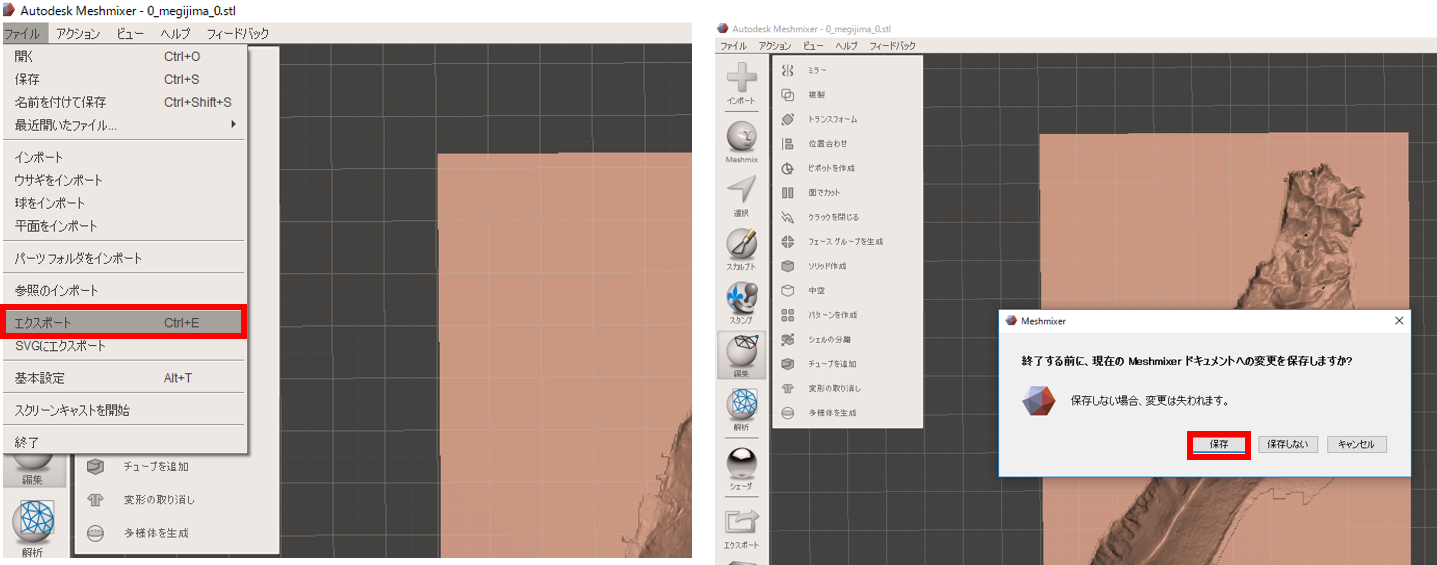 Autodesk Meshmixer - 0_megijima_0.stl
ファイル アクション ビュー ヘルプ フィードバック
開く Ctrl+O
保存 Ctrl+S
名前を付けて保存 Ctrl+Shift+S
最近開いたファイル...
インポート
ウサギをインポート
球をインポート
平面をインポート
パーツ フォルダをインポート
参照のインポート
エクスポート Ctrl+E
SVGにエクスポート
基本設定 Alt+T
スクリーンキャストを開始
終了
編集
解析
チューブを追加
変形の取り消し
多様体を生成
Autodesk Meshmixer - 0_megijima_0.stl
ファイル アクション ビュー ヘルプ フィードバック
インポート
Meshmix
選択
スカルプト
スタンプ
編集
解析
シェーダ
エクスポート
ミラー
複製
トランスフォーム
位置合わせ
ピボットを作成
面でカット
クラックを閉じる
フェース グループを生成
ソリッド作成
中空
パターンを作成
シェルの分離
チューブを追加
変形の取り消し
多様体を生成
Meshmixer
終了する前に、現在の Meshmixer ドキュメントへの変更を保存しますか?
保存しない場合、変更は失われます。
保存 保存しない キャンセル